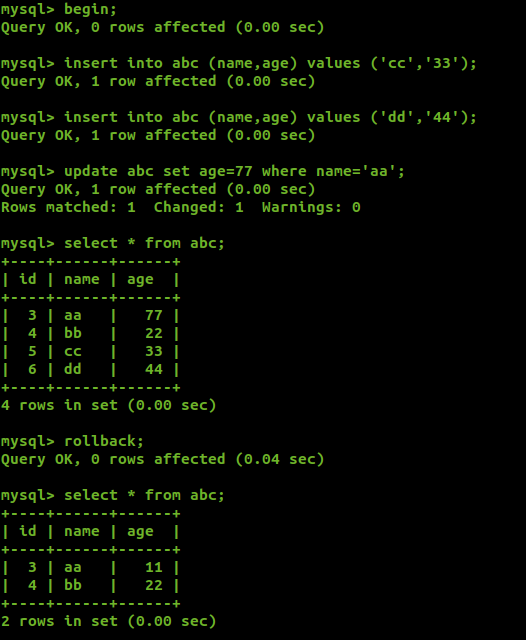 mysql> begin;
Query OK, 0 rows affected (0.00 sec)
mysql> insert into abc (name,age) values ('cc','33');
Query OK, 1 row affected (0.00 sec)
mysql> insert into abc (name,age) values ('dd','44');
Query OK, 1 row affected (0.00 sec)
mysql> update abc set age=77 where name='aa';
Query OK, 1 row affected (0.00 sec)
Rows matched: 1  Changed: 1  Warnings: 0
mysql> select * from abc;
+----+------+------+
| id | name | age  |
+----+------+------+
|  3 | aa   |   77 |
|  4 | bb   |   22 |
|  5 | cc   |   33 |
|  6 | dd   |   44 |
+----+------+------+
4 rows in set (0.00 sec)
mysql> rollback;
Query OK, 0 rows affected (0.04 sec)
mysql> select * from abc;
+----+------+------+
| id | name | age  |
+----+------+------+
|  3 | aa   |   11 |
|  4 | bb   |   22 |
+----+------+------+
2 rows in set (0.00 sec)